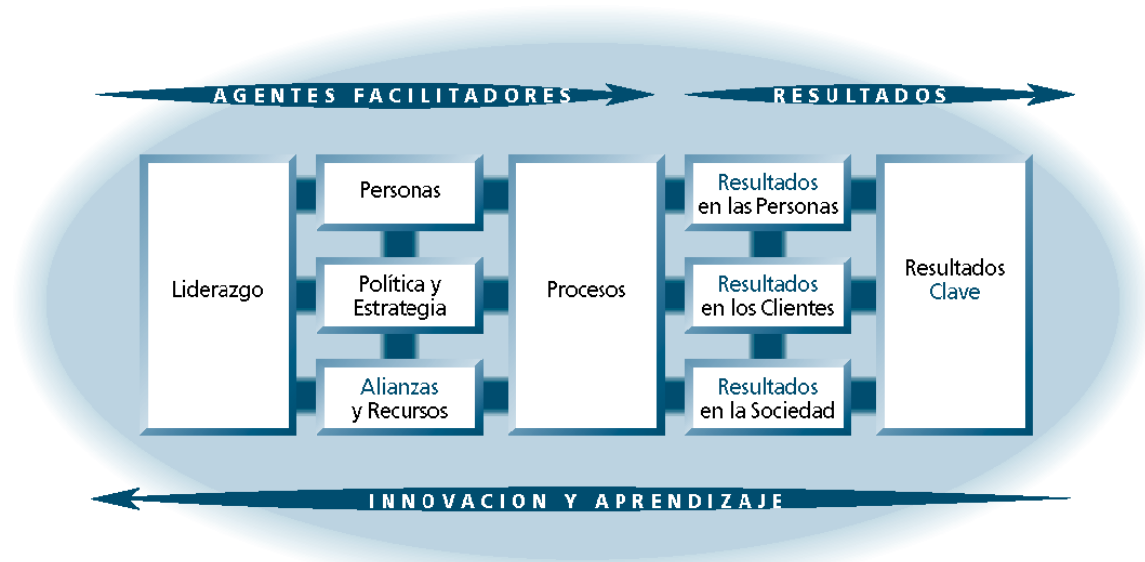 AGENTES FACILITADORES
RESULTADOS
Liderazgo
Personas
Política y
Estrategia
Alianzas
y Recursos
Procesos
Resultados
en las Personas
Resultados
en los Clientes
Resultados
en la Sociedad
Resultados
Clave
INNOVACION Y APRENDIZAJE